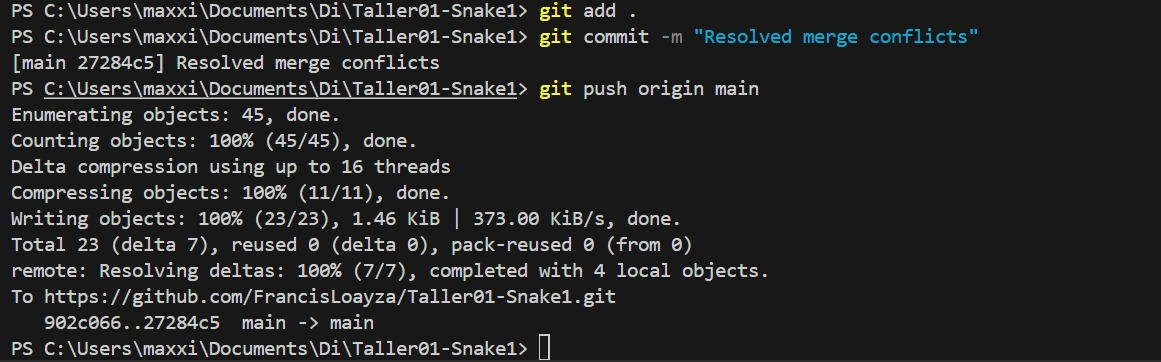 PS C:\Users\maxxi\Documents\Di\Taller01-Snake1> git add .
PS C:\Users\maxxi\Documents\Di\Taller01-Snake1> git commit -m "Resolved merge conflicts"
[main 27284c5] Resolved merge conflicts
PS C:\Users\maxxi\Documents\Di\Taller01-Snake1> git push origin main
Enumerating objects: 45, done.
Counting objects: 100% (45/45), done.
Delta compression using up to 16 threads
Compressing objects: 100% (11/11), done.
Writing objects: 100% (23/23), 1.46 KiB | 373.00 KiB/s, done.
Total 23 (delta 7), reused 0 (delta 0), pack-reused 0 (from 0)
remote: Resolving deltas: 100% (7/7), completed with 4 local objects.
To https://github.com/FrancisLoayza/Taller01-Snake1.git
   902c066..27284c5  main -> main
PS C:\Users\maxxi\Documents\Di\Taller01-Snake1>